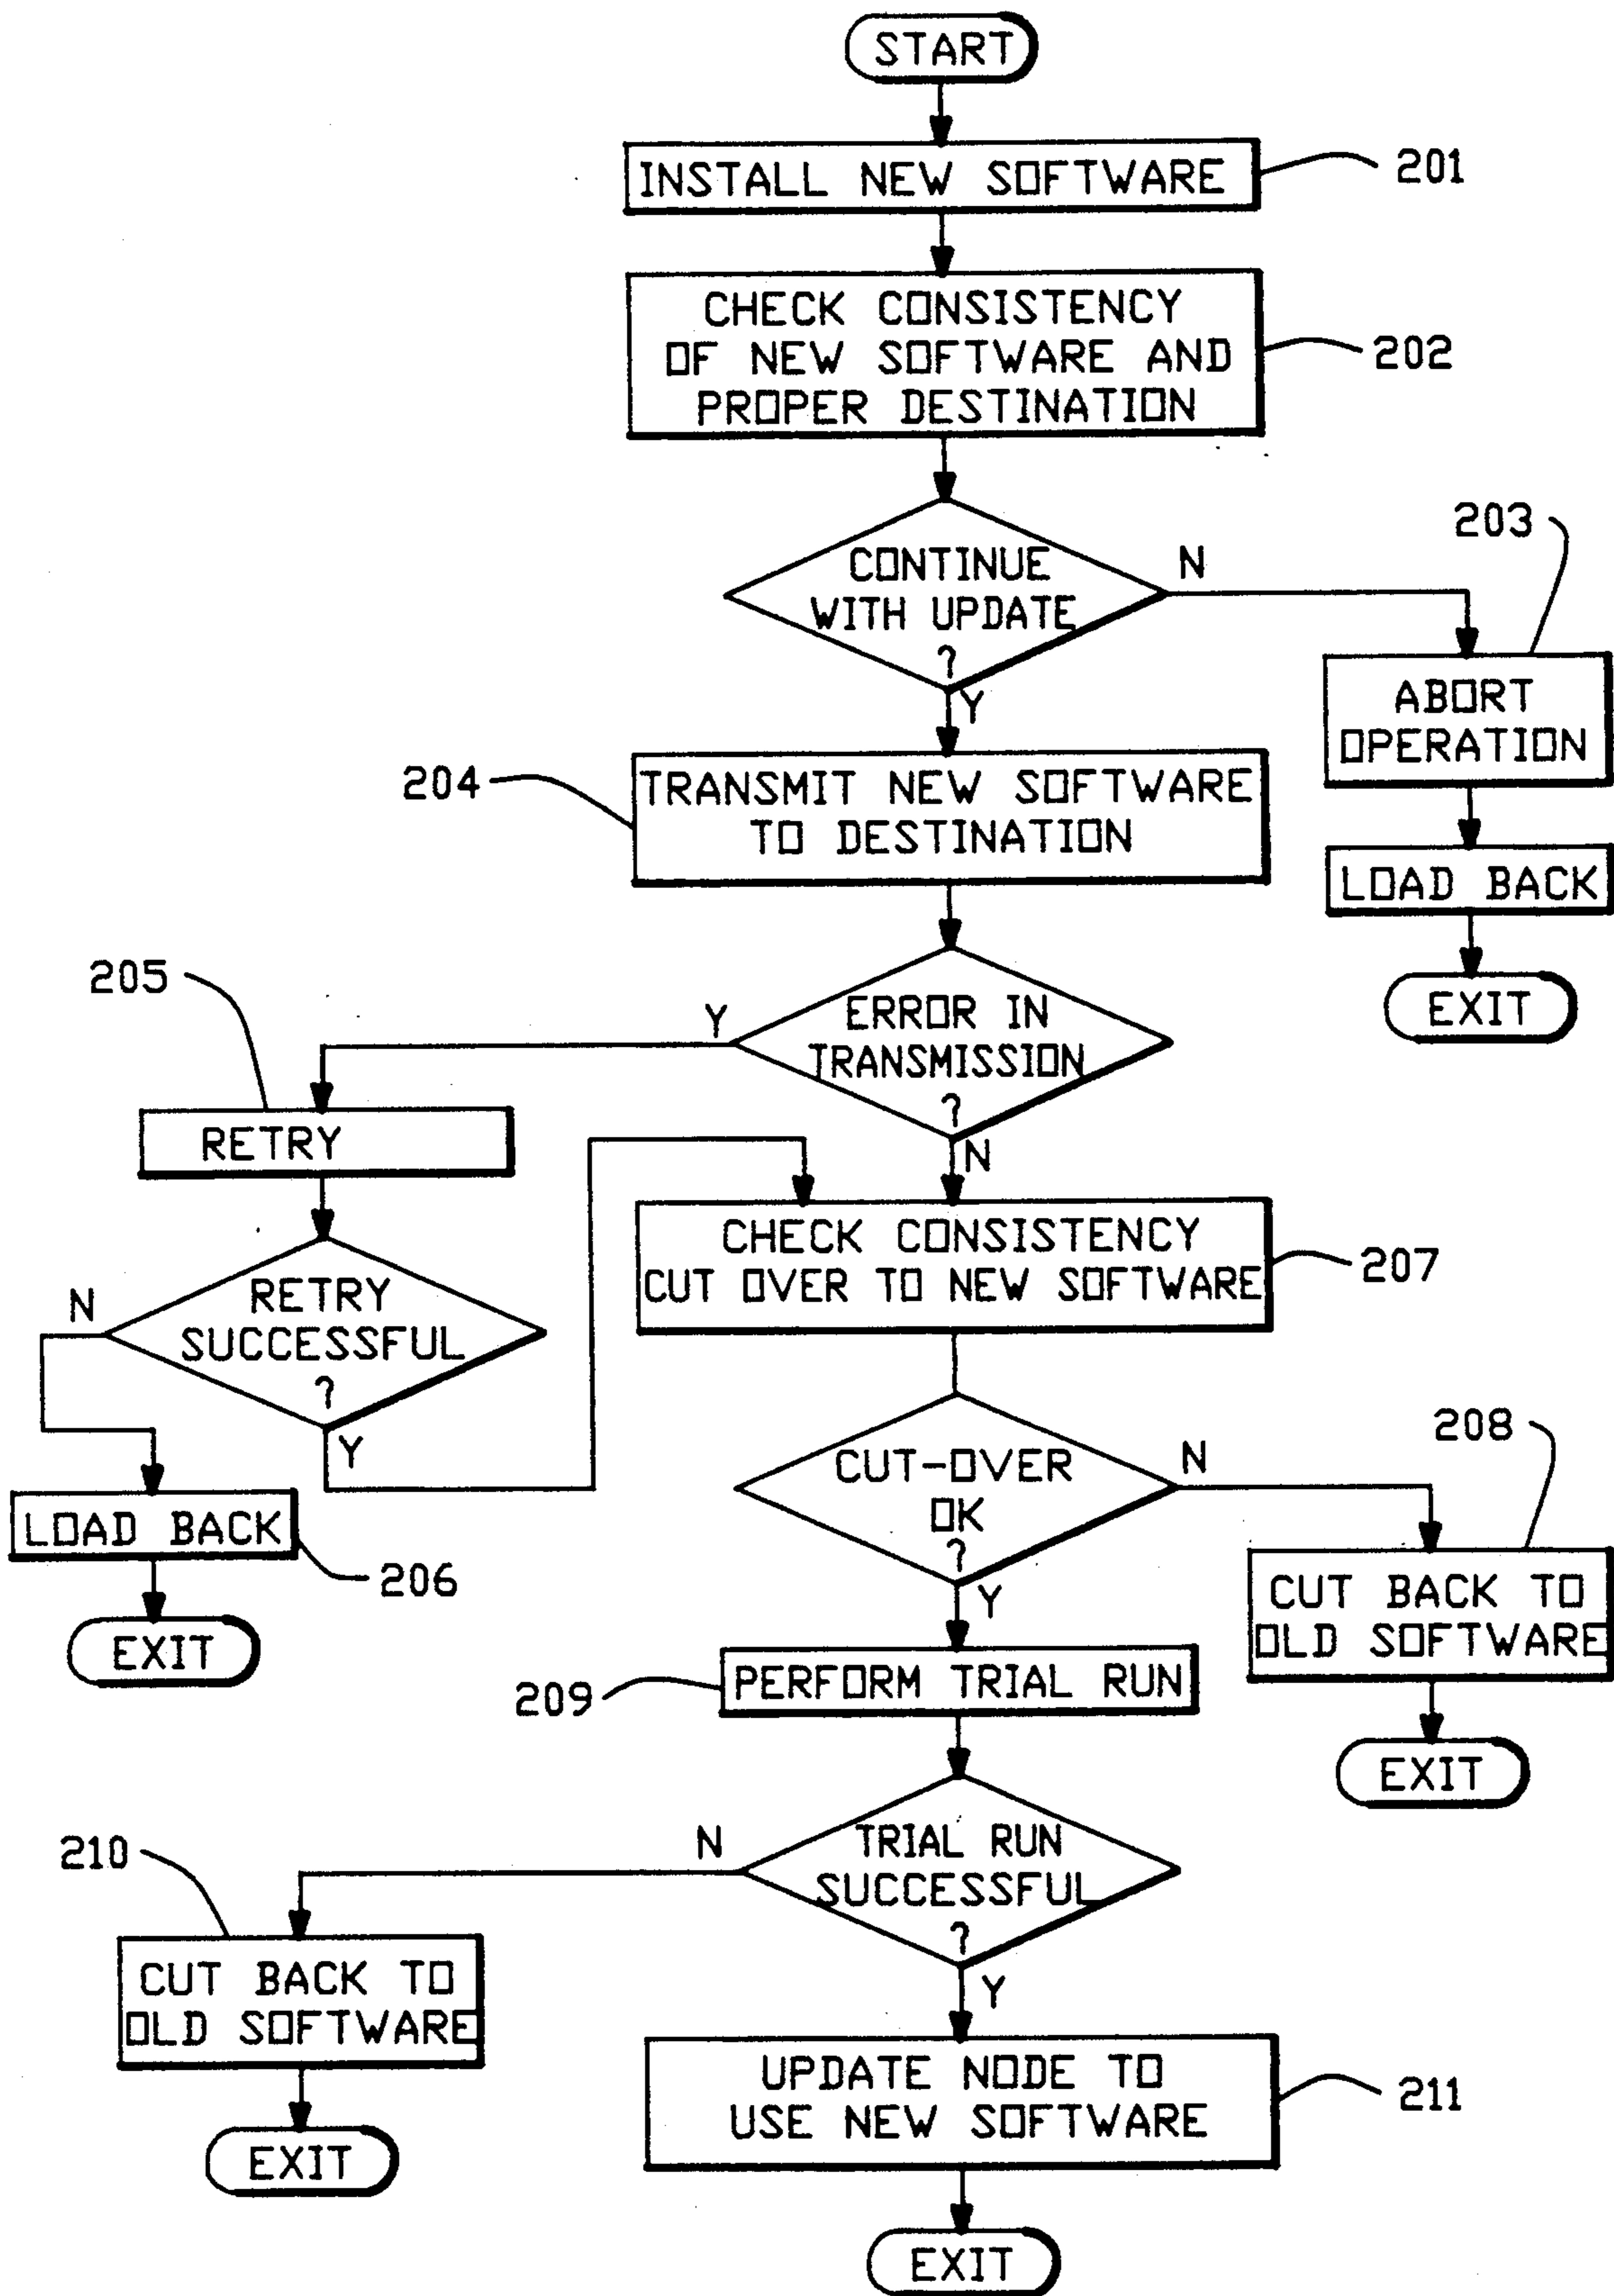 START
INSTALL NEW SOFTWARE
201
CHECK CONSISTENCY
OF NEW SOFTWARE AND
PROPER DESTINATION
202
CONTINUE
WITH UPDATE
?
N
Y
203
ABORT
OPERATION
LOAD BACK
EXIT
204
TRANSMIT NEW SOFTWARE
TO DESTINATION
ERROR IN
TRANSMISSION
?
Y
N
205
RETRY
RETRY
SUCCESSFUL
?
N
Y
LOAD BACK
206
EXIT
CHECK CONSISTENCY
CUT OVER TO NEW SOFTWARE
207
CUT-OVER
OK
?
N
Y
208
CUT BACK TO
OLD SOFTWARE
EXIT
209
PERFORM TRIAL RUN
TRIAL RUN
SUCCESSFUL
?
N
Y
210
CUT BACK TO
OLD SOFTWARE
EXIT
UPDATE NODE TO
USE NEW SOFTWARE
211
EXIT